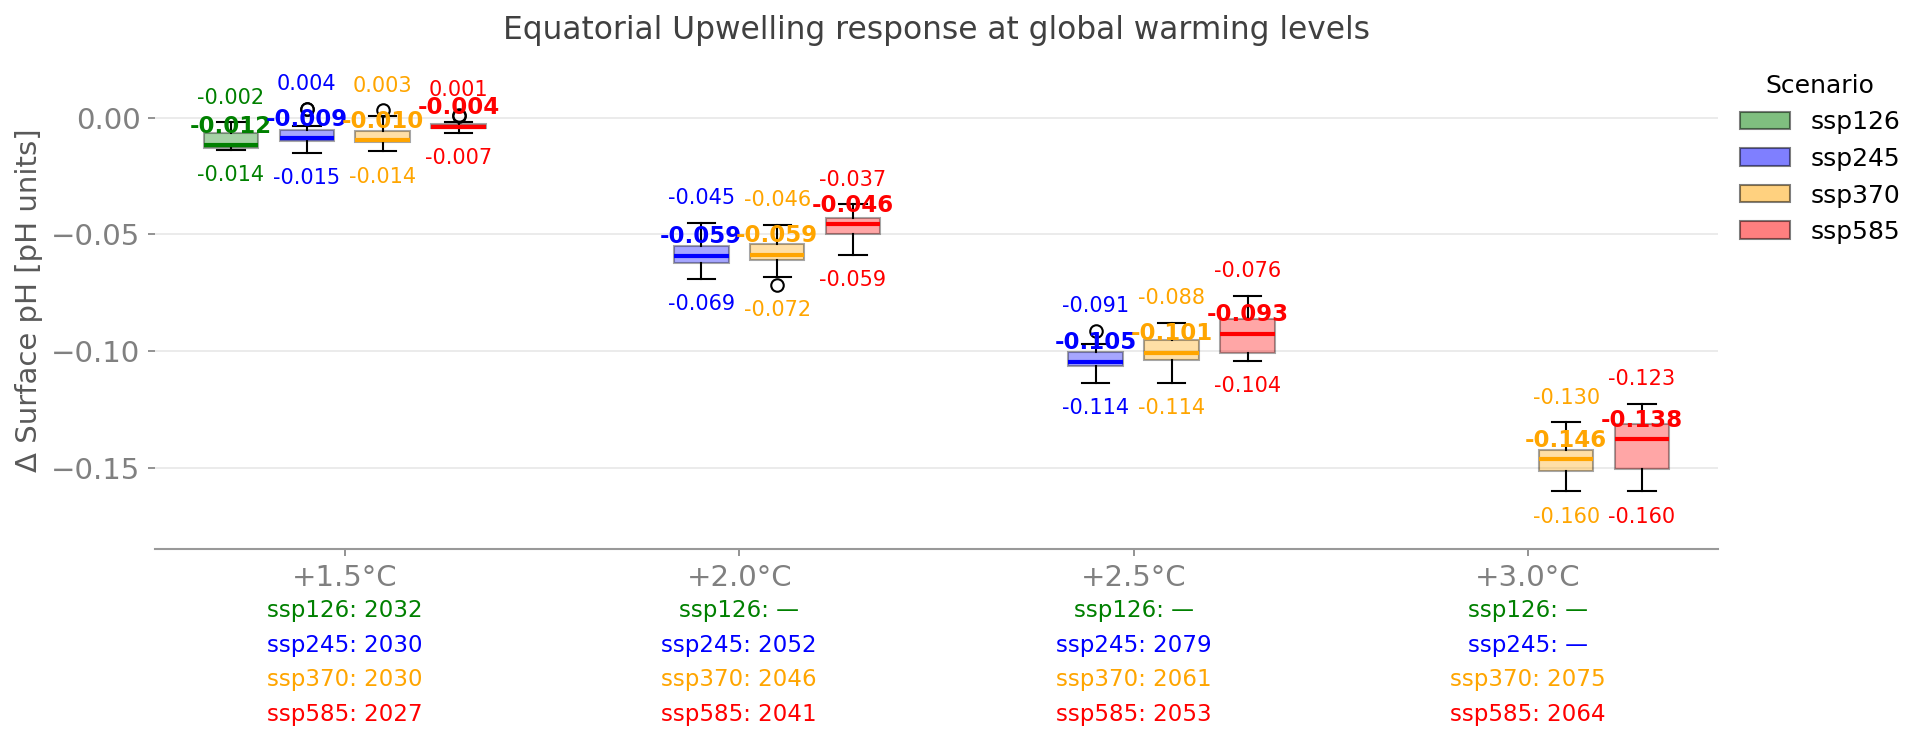 Equatorial Upwelling response at global warming levels
Δ Surface pH [pH units]
0.00
−0.05
−0.10
−0.15
-0.002
-0.012
-0.014
0.004
-0.009
-0.015
0.003
-0.010
-0.014
0.001
-0.004
-0.007
-0.045
-0.059
-0.069
-0.046
-0.059
-0.072
-0.037
-0.046
-0.059
-0.091
-0.105
-0.114
-0.088
-0.101
-0.114
-0.076
-0.093
-0.104
-0.130
-0.146
-0.160
-0.123
-0.138
-0.160
Scenario
ssp126
ssp245
ssp370
ssp585
+1.5°C
ssp126: 2032
ssp245: 2030
ssp370: 2030
ssp585: 2027
+2.0°C
ssp126: —
ssp245: 2052
ssp370: 2046
ssp585: 2041
+2.5°C
ssp126: —
ssp245: 2079
ssp370: 2061
ssp585: 2053
+3.0°C
ssp126: —
ssp245: —
ssp370: 2075
ssp585: 2064